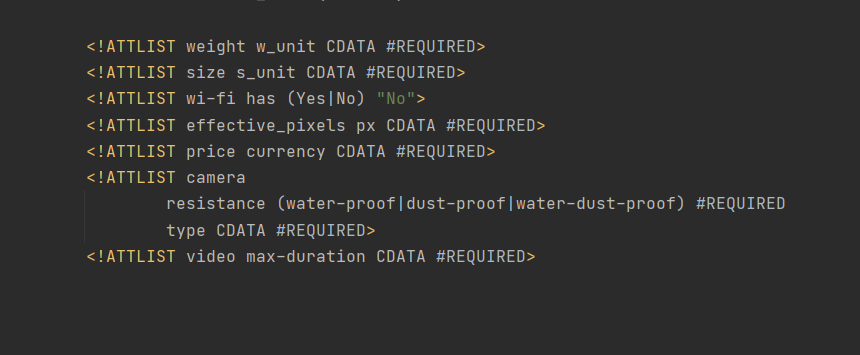 <!ATTLIST weight w_unit CDATA #REQUIRED>
<!ATTLIST size s_unit CDATA #REQUIRED>
<!ATTLIST wi-fi has (Yes|No) "No">
<!ATTLIST effective_pixels px CDATA #REQUIRED>
<!ATTLIST price currency CDATA #REQUIRED>
<!ATTLIST camera
resistance (water-proof|dust-proof|water-dust-proof) #REQUIRED
type CDATA #REQUIRED>
<!ATTLIST video max-duration CDATA #REQUIRED>